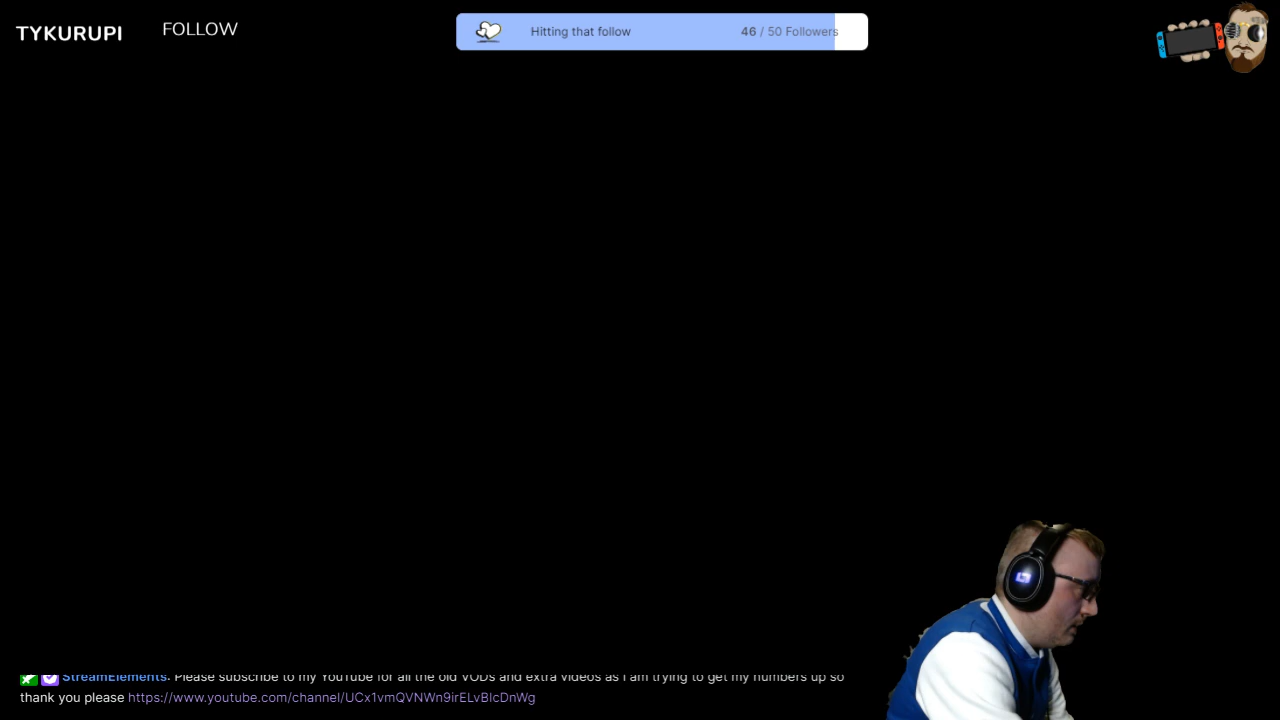 TYKURUPI
FOLLOW
Hitting that follow
46 / 50 Followers
StreamElements: Please subscribe to my YouTube for all the old VODs and extra videos as I am trying to get my numbers up so
thank you please https://www.youtube.com/channel/UCx1vmQVNWn9irELvBIcDnWg